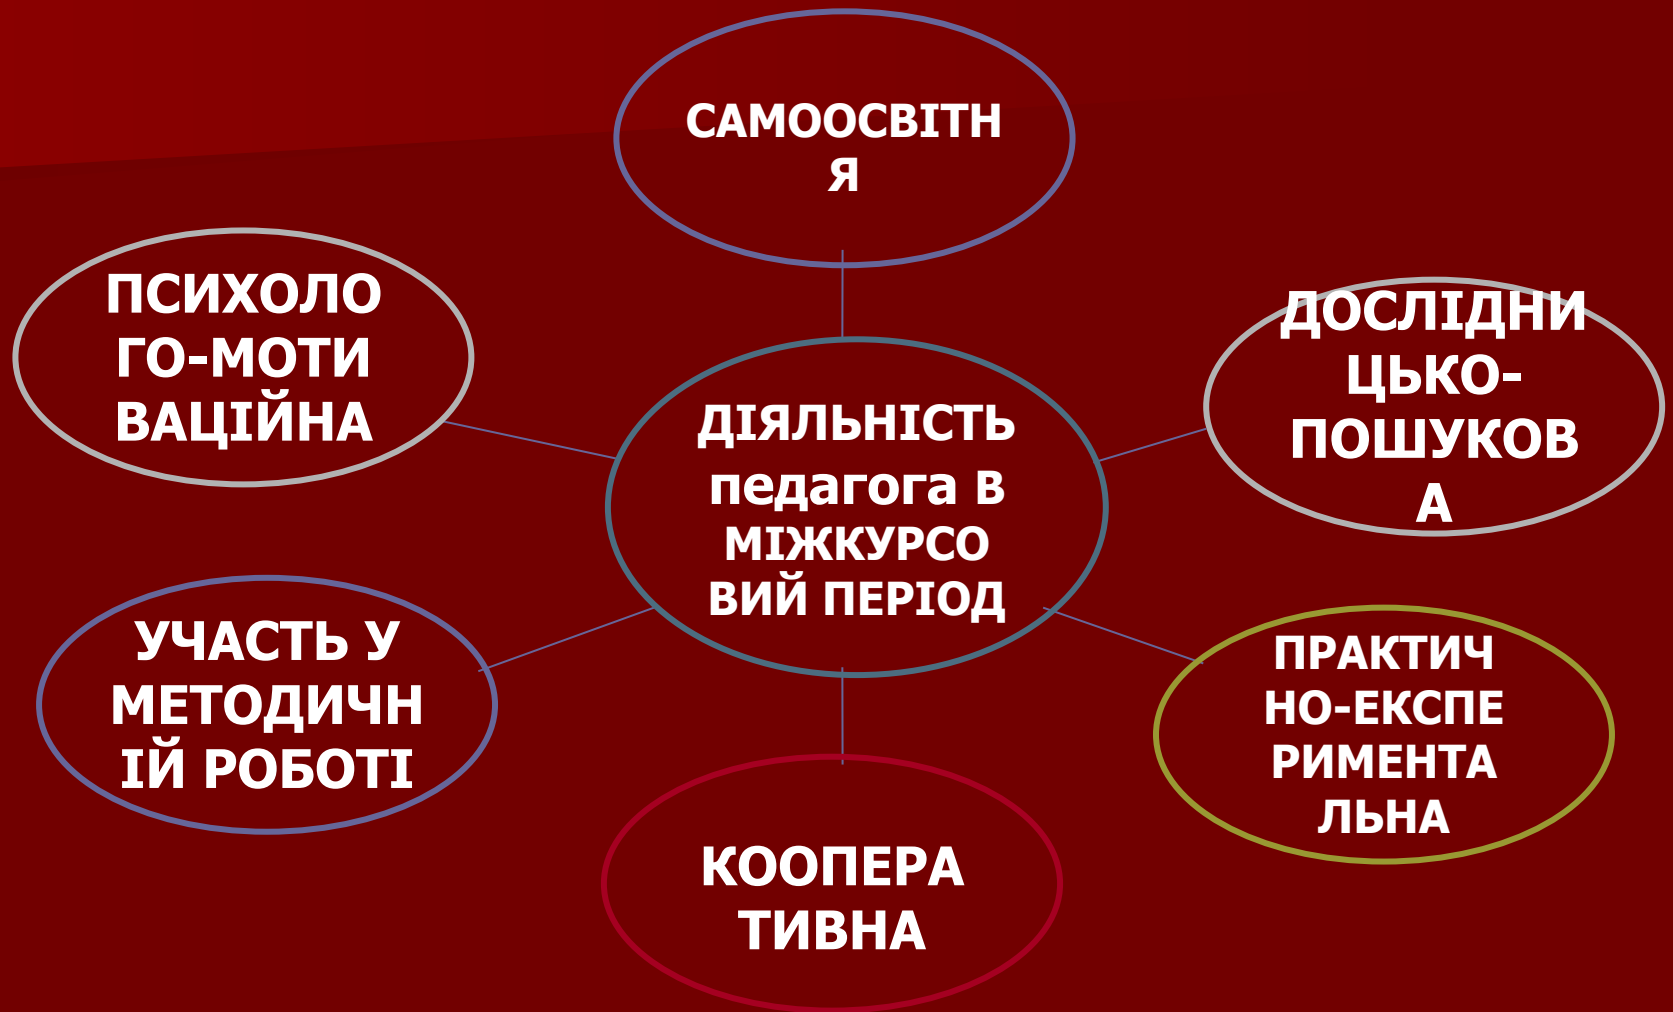 САМООСВІТН
Я
ПСИХОЛО
ГО-МОТИ
ВАЦІЙНА
ДОСЛІДНИ
ЦЬКО-
ПОШУКОВ
А
ДІЯЛЬНІСТЬ
педагога В
МІЖКУРСО
ВИЙ ПЕРІОД
УЧАСТЬ У
МЕТОДИЧН
ІЙ РОБОТІ
ПРАКТИЧ
НО-ЕКСПЕ
РИМЕНТА
ЛЬНА
КООПЕРА
ТИВНА